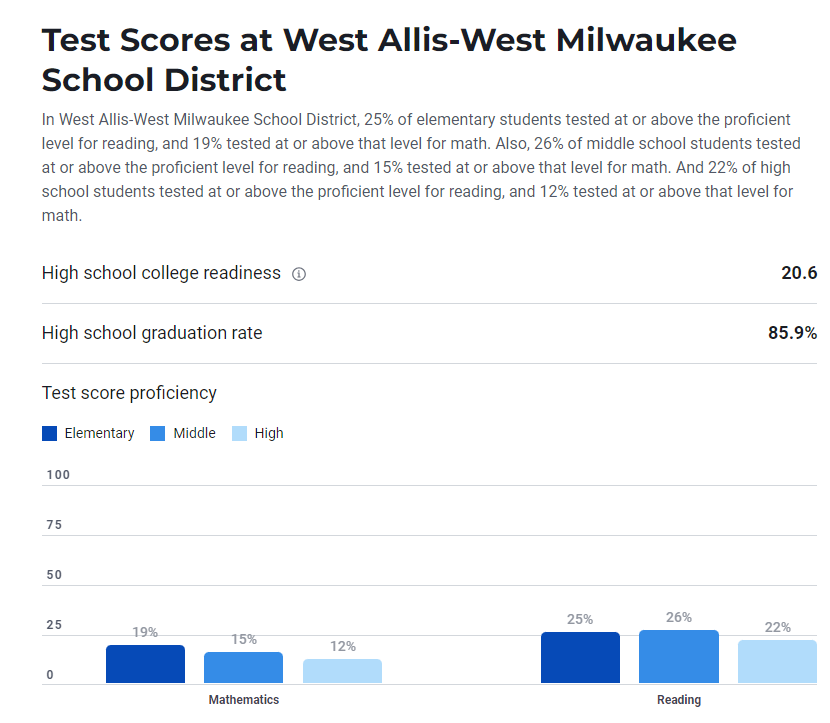 Test Scores at West Allis-West Milwaukee
School District
In West Allis-West Milwaukee School District, 25% of elementary students tested at or above the proficient
level for reading, and 19% tested at or above that level for math. Also, 26% of middle school students tested
at or above the proficient level for reading, and 15% tested at or above that level for math. And 22% of high
school students tested at or above the proficient level for reading, and 12% tested at or above that level for
math.
High school college readiness 20.6
High school graduation rate 85.9%
Test score proficiency
Elementary Middle High
100
75
50
25
0
19% 15% 12%
25% 26% 22%
Mathematics Reading